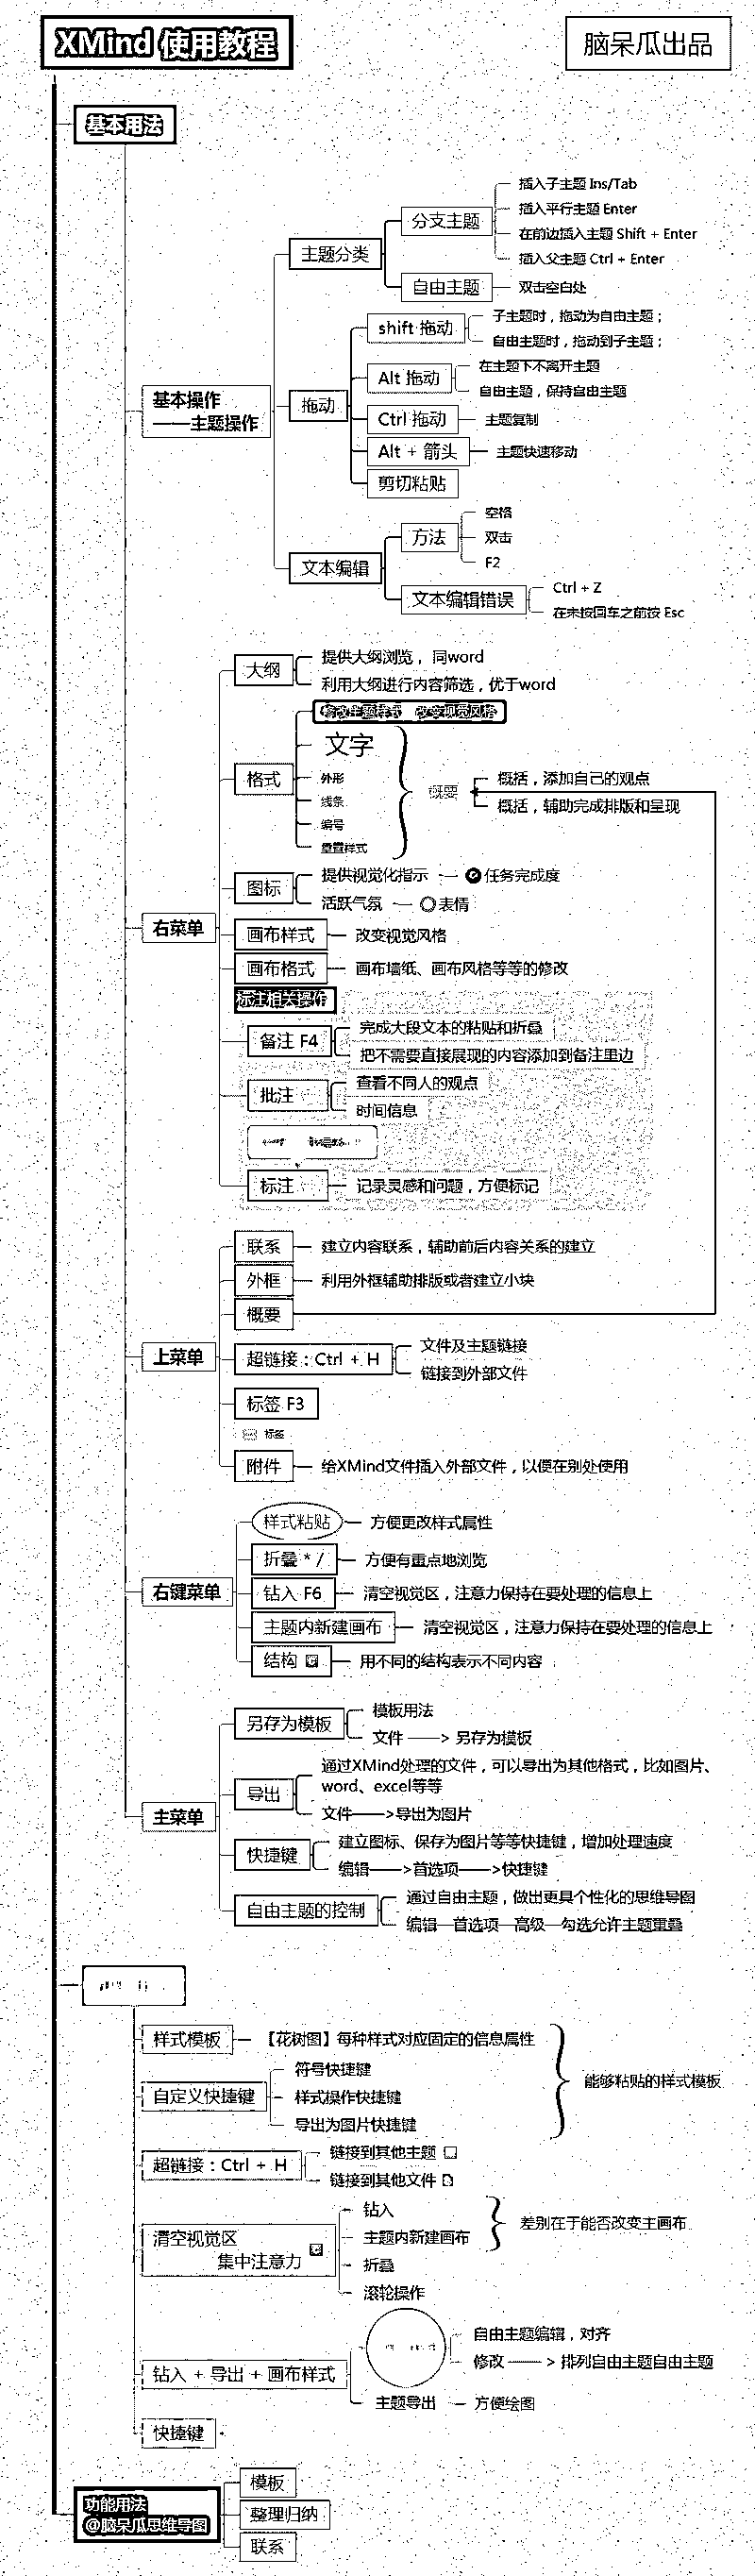 XMind 使用教程
脑呆瓜出品
基本用法
基本操作
——主题操作
主题分类
分支主题
插入子主题 Ins/Tab
插入平行主题 Enter
在前边插入主题 Shift + Enter
插入父主题 Ctrl + Enter
自由主题
双击空白处
拖动
shift 拖动
子主题时，拖动为自由主题；
自由主题时，拖动到子主题；
Alt 拖动
在主题下不离开主题
自由主题，保持自由主题
Ctrl 拖动
主题复制
Alt + 箭头
主题快速移动
剪切粘贴
文本编辑
方法
空格
双击
F2
文本编辑错误
Ctrl + Z
在未按回车之前按 Esc
右菜单
大纲
提供大纲浏览，同word
利用大纲进行内容筛选，优于word
格式
修改主题样式 改变视觉风格
文字
外形
线条
编号
重置样式
概要
概括，添加自己的观点
概括，辅助完成排版和呈现
图标
提供视觉化指示
任务完成度
活跃气氛
表情
画布样式
改变视觉风格
画布格式
画布墙纸、画布风格等等的修改
标注相关操作
备注 F4
完成大段文本的粘贴和折叠
把不需要直接展现的内容添加到备注里边
批注
查看不同人的观点
时间信息
标注
记录灵感和问题，方便标记
上菜单
联系
建立内容联系，辅助前后内容关系的建立
外框
利用外框辅助排版或者建立小块
概要
超链接：Ctrl + H
文件及主题链接
链接到外部文件
标签 F3
标签
附件
给XMind文件插入外部文件，以便在别处使用
右键菜单
样式粘贴
方便更改样式属性
折叠 * /
方便有重点地浏览
钻入 F6
清空视觉区，注意力保持在要处理的信息上
主题内新建画布
清空视觉区，注意力保持在要处理的信息上
结构
用不同的结构表示不同内容
主菜单
另存为模板
模板用法
文件 ——> 另存为模板
导出
通过XMind处理的文件，可以导出为其他格式，比如图片、
word、excel等等
文件——>导出为图片
快捷键
建立图标、保存为图片等等快捷键，增加处理速度
编辑——>首选项——>快捷键
自由主题的控制
通过自由主题，做出更具个性化的思维导图
编辑—首选项—高级—勾选允许主题重叠
样式模板
【花树图】每种样式对应固定的信息属性
自定义快捷键
符号快捷键
样式操作快捷键
导出为图片快捷键
能够粘贴的样式模板
超链接：Ctrl + H
链接到其他主题
链接到其他文件
清空视觉区
集中注意力
钻入
主题内新建画布
折叠
滚轮操作
差别在于能否改变主画布
钻入 + 导出 + 画布样式
自由主题编辑，对齐
修改 ——> 排列自由主题自由主题
主题导出
方便绘图
快捷键
功能用法
@脑呆瓜思维导图
模板
整理归纳
联系